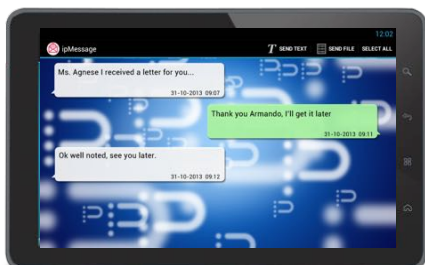 12:02
ipMessage T SEND TEXT SEND FILE SELECT ALL
Ms. Agnese I received a letter for you...
31-10-2013 09.07
Thank you Armando, I'll get it later
31-10-2013 09.11
Ok well noted, see you later.
31-10-2013 09.12